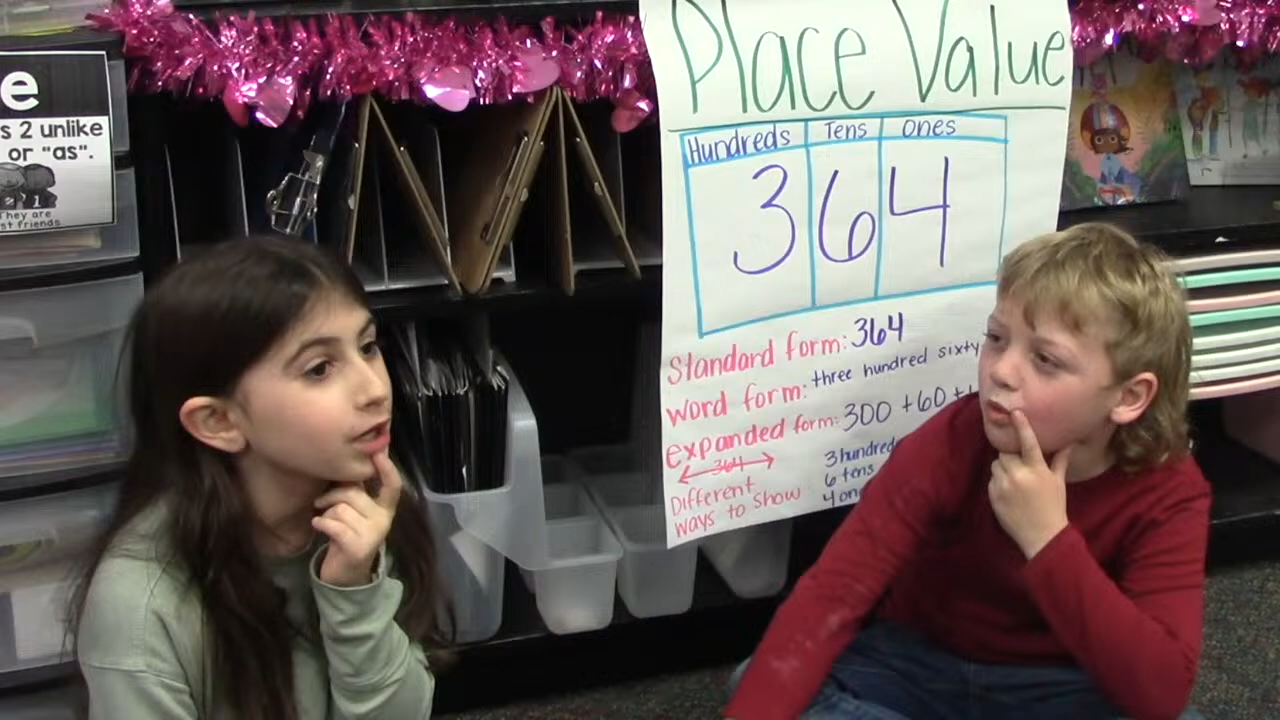 e
s 2 unlike
or "as".
2 1
They are
st friends
Place Value
Hundreds Tens Ones
3 6 4
Standard form: 364
word form: three hundred sixty
expanded form: 300 + 60 +
364
Different
ways to show
3 hundred
6 tens
4 on